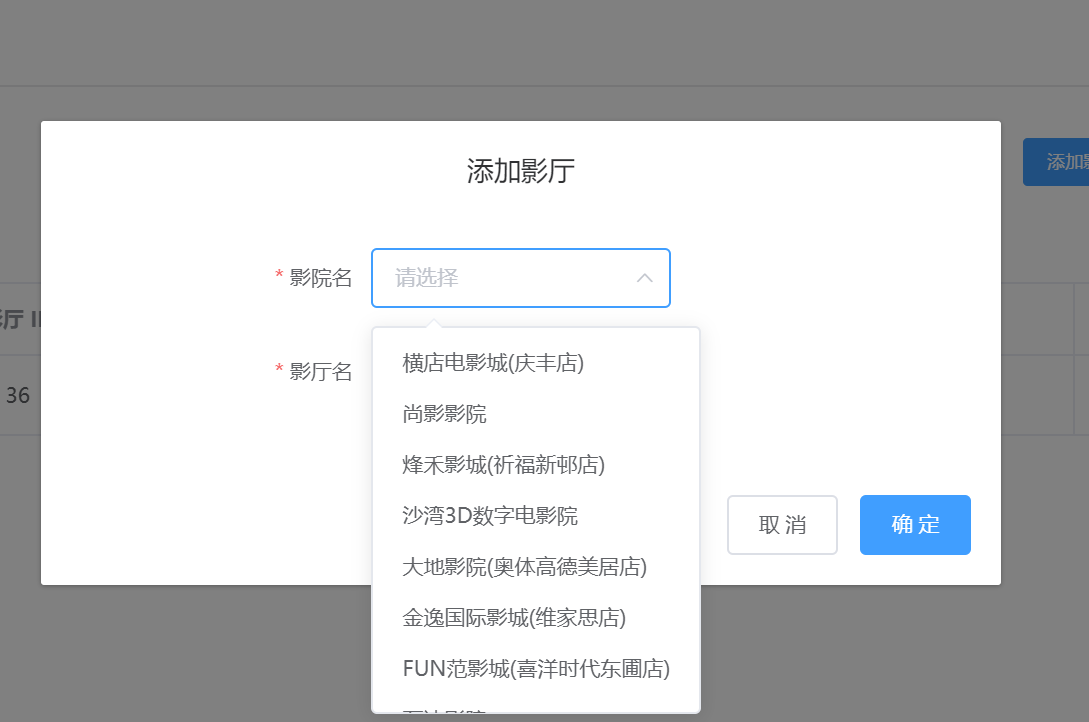 添加影厅
添加
* 影院名 请选择
厅 I
* 影厅名
36
横店电影城(庆丰店)
尚影影院
烽禾影城(祈福新邨店)
沙湾3D数字电影院
大地影院(奥体高德美居店)
金逸国际影城(维家思店)
FUN范影城(喜洋时代东圃店)
取消
确定